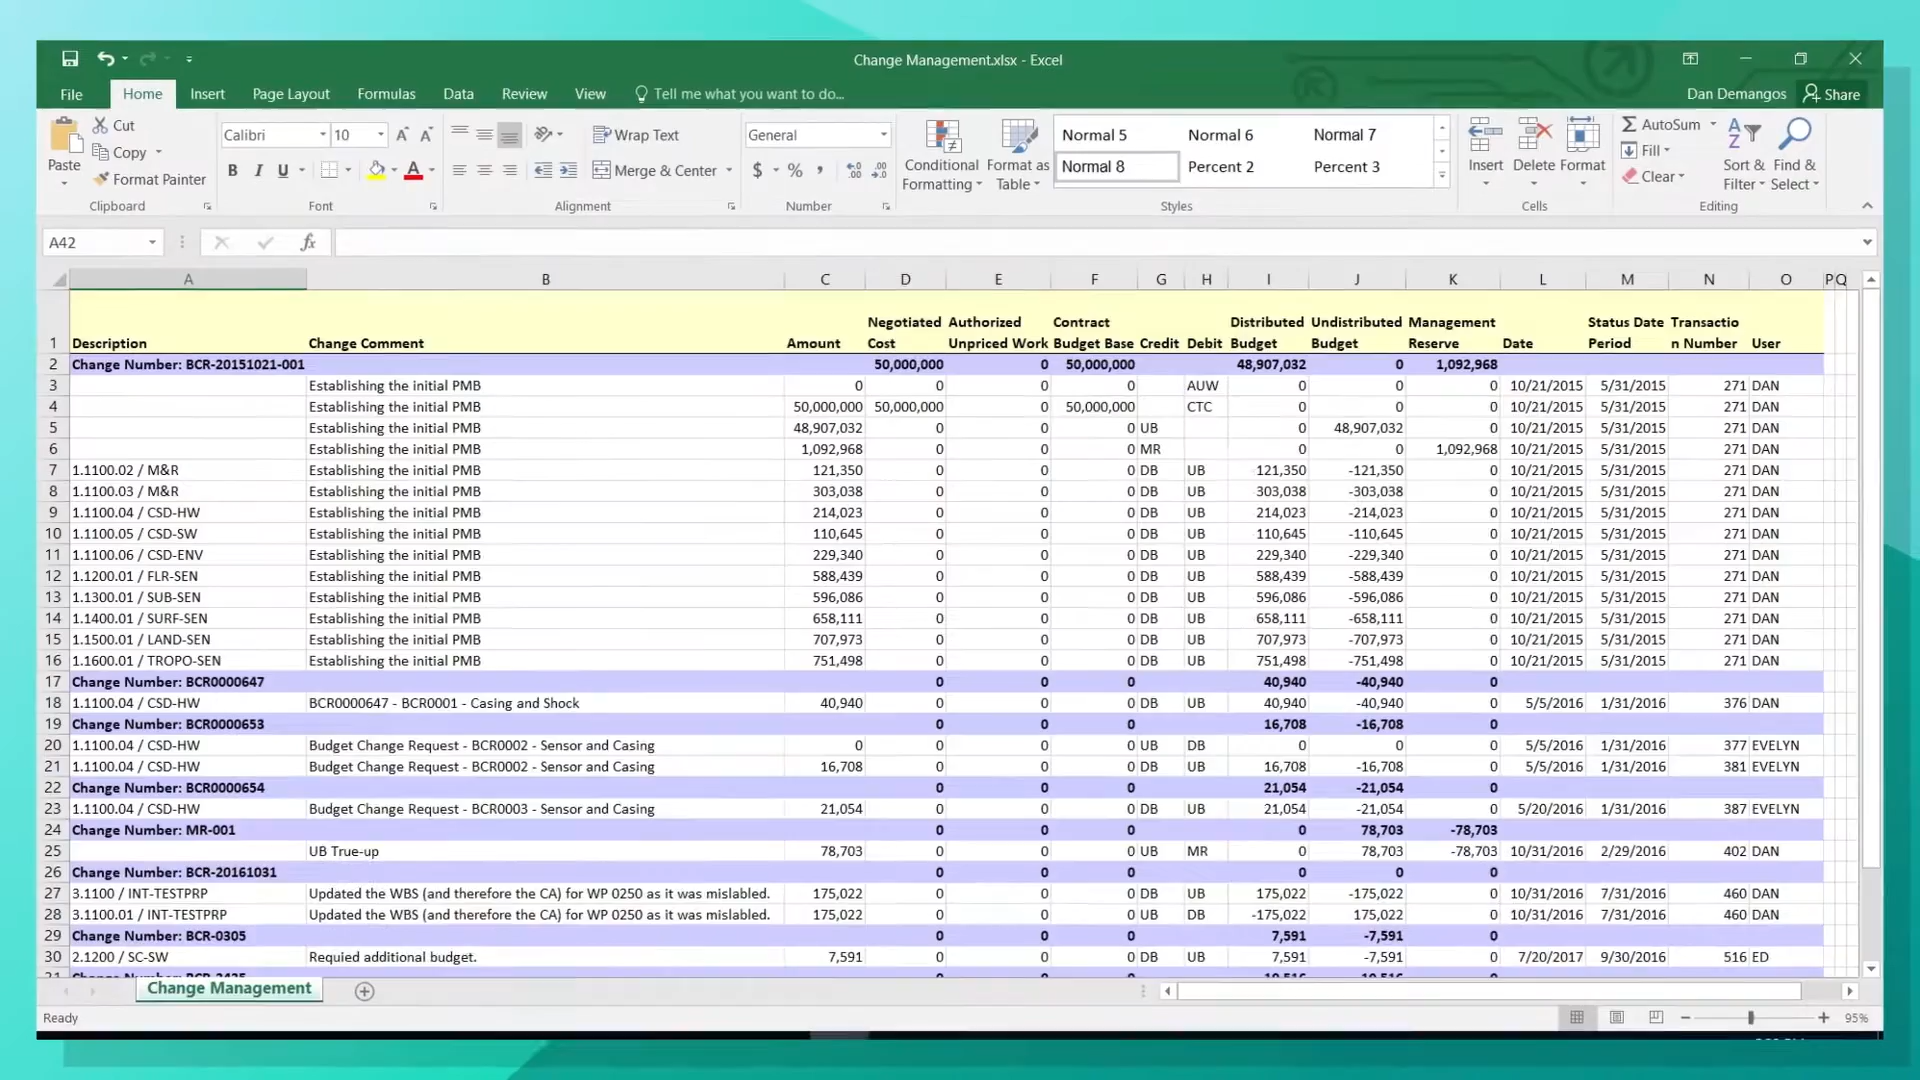 Change Management.xlsx - Excel
File Home Insert Page Layout Formulas Data Review View Tell me what you want to do... Dan Demangos Share
Paste Cut Copy Format Painter Clipboard
Calibri 10 B I U Font
Wrap Text Merge & Center Alignment
General $ % , Number
Conditional Formatting Format as Table
Normal 5 Normal 6 Normal 7
Normal 8 Percent 2 Percent 3
Styles
Insert Delete Format Cells
AutoSum Fill Clear Sort & Filter Find & Select Editing
A42 fx
A B C D E F G H I J K L M N O P Q
1 Description Change Comment Amount Negotiated Cost Authorized Unpriced Work Contract Budget Base Credit Debit Distributed Budget Undistributed Budget Management Reserve Date Status Date Period Transactio n Number User
2 Change Number: BCR-20151021-001 50,000,000 0 50,000,000 48,907,032 0 1,092,968
3 Establishing the initial PMB 0 0 0 0 AUW 0 0 0 10/21/2015 5/31/2015 271 DAN
4 Establishing the initial PMB 50,000,000 50,000,000 0 50,000,000 CTC 0 0 0 10/21/2015 5/31/2015 271 DAN
5 Establishing the initial PMB 48,907,032 0 0 0 UB 0 48,907,032 0 10/21/2015 5/31/2015 271 DAN
6 Establishing the initial PMB 1,092,968 0 0 0 MR 0 0 1,092,968 10/21/2015 5/31/2015 271 DAN
7 1.1100.02 / M&R Establishing the initial PMB 121,350 0 0 0 DB UB 121,350 -121,350 0 10/21/2015 5/31/2015 271 DAN
8 1.1100.03 / M&R Establishing the initial PMB 303,038 0 0 0 DB UB 303,038 -303,038 0 10/21/2015 5/31/2015 271 DAN
9 1.1100.04 / CSD-HW Establishing the initial PMB 214,023 0 0 0 DB UB 214,023 -214,023 0 10/21/2015 5/31/2015 271 DAN
10 1.1100.05 / CSD-SW Establishing the initial PMB 110,645 0 0 0 DB UB 110,645 -110,645 0 10/21/2015 5/31/2015 271 DAN
11 1.1100.06 / CSD-ENV Establishing the initial PMB 229,340 0 0 0 DB UB 229,340 -229,340 0 10/21/2015 5/31/2015 271 DAN
12 1.1200.01 / FLR-SEN Establishing the initial PMB 588,439 0 0 0 DB UB 588,439 -588,439 0 10/21/2015 5/31/2015 271 DAN
13 1.1300.01 / SUB-SEN Establishing the initial PMB 596,086 0 0 0 DB UB 596,086 -596,086 0 10/21/2015 5/31/2015 271 DAN
14 1.1400.01 / SURF-SEN Establishing the initial PMB 658,111 0 0 0 DB UB 658,111 -658,111 0 10/21/2015 5/31/2015 271 DAN
15 1.1500.01 / LAND-SEN Establishing the initial PMB 707,973 0 0 0 DB UB 707,973 -707,973 0 10/21/2015 5/31/2015 271 DAN
16 1.1600.01 / TROPO-SEN Establishing the initial PMB 751,498 0 0 0 DB UB 751,498 -751,498 0 10/21/2015 5/31/2015 271 DAN
17 Change Number: BCR0000647 0 0 0 40,940 -40,940 0
18 1.1100.04 / CSD-HW BCR0000647 - BCR0001 - Casing and Shock 40,940 0 0 0 DB UB 40,940 -40,940 0 5/5/2016 1/31/2016 376 DAN
19 Change Number: BCR0000653 0 0 0 16,708 -16,708 0
20 1.1100.04 / CSD-HW Budget Change Request - BCR0002 - Sensor and Casing 0 0 0 0 UB DB 0 0 0 5/5/2016 1/31/2016 377 EVELYN
21 1.1100.04 / CSD-HW Budget Change Request - BCR0002 - Sensor and Casing 16,708 0 0 0 DB UB 16,708 -16,708 0 5/5/2016 1/31/2016 381 EVELYN
22 Change Number: BCR0000654 0 0 0 21,054 -21,054 0
23 1.1100.04 / CSD-HW Budget Change Request - BCR0003 - Sensor and Casing 21,054 0 0 0 DB UB 21,054 -21,054 0 5/20/2016 1/31/2016 387 EVELYN
24 Change Number: MR-001 0 0 0 0 78,703 -78,703
25 UB True-up 78,703 0 0 0 UB MR 0 78,703 -78,703 10/31/2016 2/29/2016 402 DAN
26 Change Number: BCR-20161031 0 0 0 0 0 0
27 3.1100 / INT-TESTPRP Updated the WBS (and therefore the CA) for WP 0250 as it was mislabled. 175,022 0 0 0 DB UB 175,022 -175,022 0 10/31/2016 7/31/2016 460 DAN
28 3.1100.01 / INT-TESTPRP Updated the WBS (and therefore the CA) for WP 0250 as it was mislabled. 175,022 0 0 0 UB DB -175,022 175,022 0 10/31/2016 7/31/2016 460 DAN
29 Change Number: BCR-0305 0 0 0 7,591 -7,591 0
30 2.1200 / SC-SW Requied additional budget. 7,591 0 0 0 DB UB 7,591 -7,591 0 7/20/2017 9/30/2016 516 ED
Change Management
Ready 95%